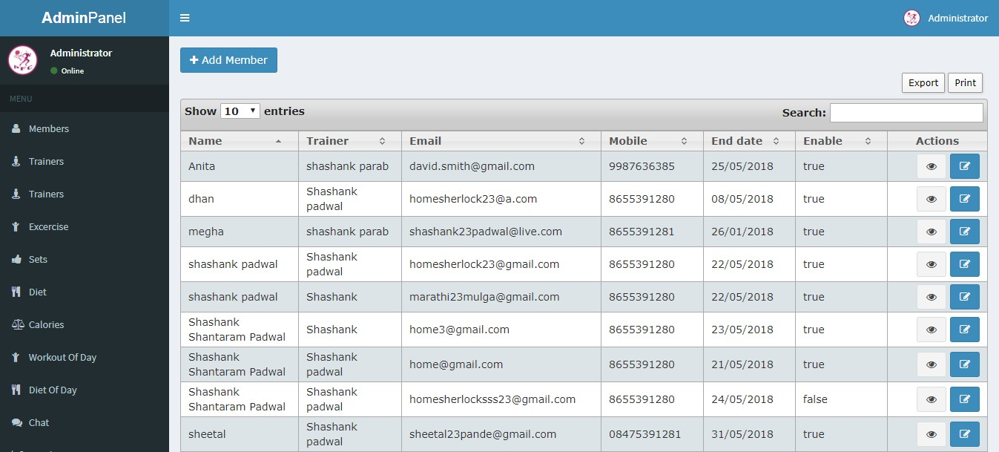 AdminPanel
Administrator
Administrator
Online
MENU
Members
Trainers
Trainers
Excercise
Sets
Diet
Calories
Workout Of Day
Diet Of Day
Chat
+ Add Member
Export Print
Show 10 entries Search:
Name Trainer Email Mobile End date Enable Actions
Anita shashank parab david.smith@gmail.com 9987636385 25/05/2018 true
dhan Shashank padwal homesherlock23@a.com 8655391280 08/05/2018 true
megha shashank parab shashank23padwal@live.com 8655391281 26/01/2018 true
shashank padwal Shashank padwal homesherlock23@gmail.com 8655391280 22/05/2018 true
shashank padwal Shashank marathi23mulga@gmail.com 8655391280 22/05/2018 true
Shashank Shantaram Padwal Shashank home3@gmail.com 8655391280 23/05/2018 true
Shashank Shantaram Padwal Shashank padwal home@gmail.com 8655391280 21/05/2018 true
Shashank Shantaram Padwal Shashank padwal homesherlocksss23@gmail.com 8655391280 24/05/2018 false
sheetal Shashank padwal sheetal23pande@gmail.com 08475391281 31/05/2018 true